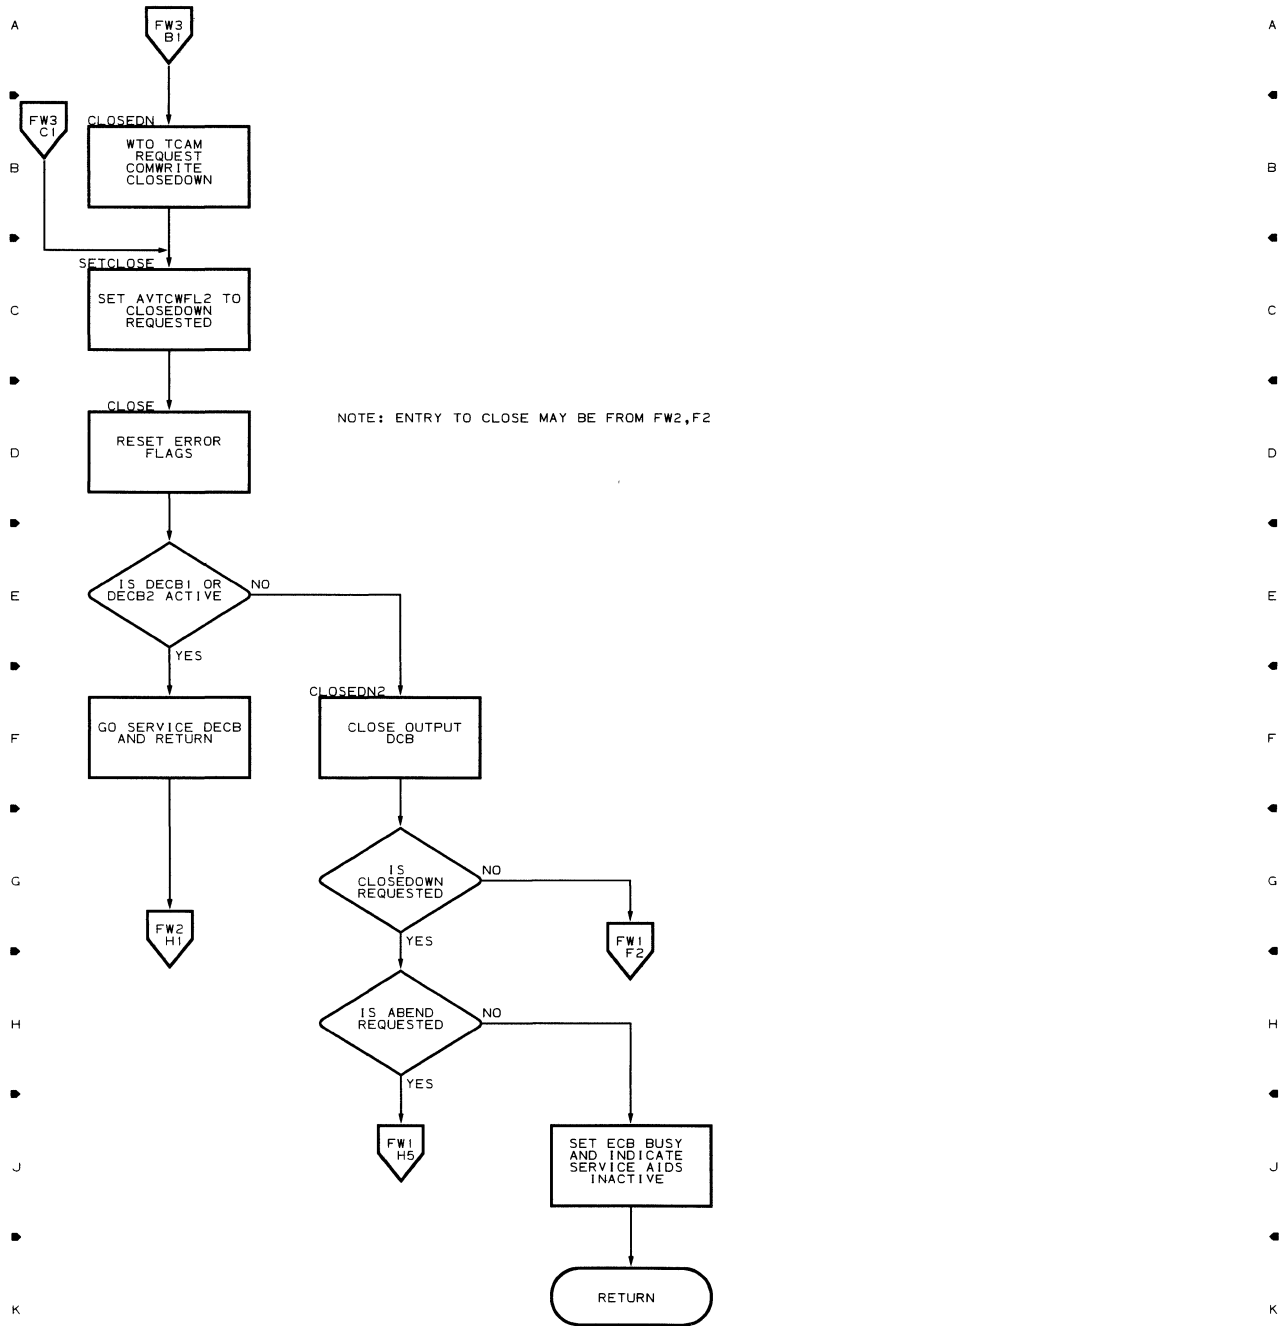 A
A
FW3
B1
FW3
C1
CLOSEDN
WTO TCAM
REQUEST
COMWRITE
CLOSEDOWN
B
B
SETCLOSE
SET AVTCWFL2 TO
CLOSEDOWN
REQUESTED
C
C
CLOSE
NOTE: ENTRY TO CLOSE MAY BE FROM FW2,F2
RESET ERROR
FLAGS
D
D
IS DECB1 OR
DECB2 ACTIVE
NO
E
E
YES
CLOSEDN2
GO SERVICE DECB
AND RETURN
CLOSE OUTPUT
DCB
F
F
IS
CLOSEDOWN
REQUESTED
NO
G
G
FW2
H1
YES
FW1
F2
IS ABEND
REQUESTED
NO
H
H
YES
FW1
H5
SET ECB BUSY
AND INDICATE
SERVICE AIDS
INACTIVE
J
J
RETURN
K
K